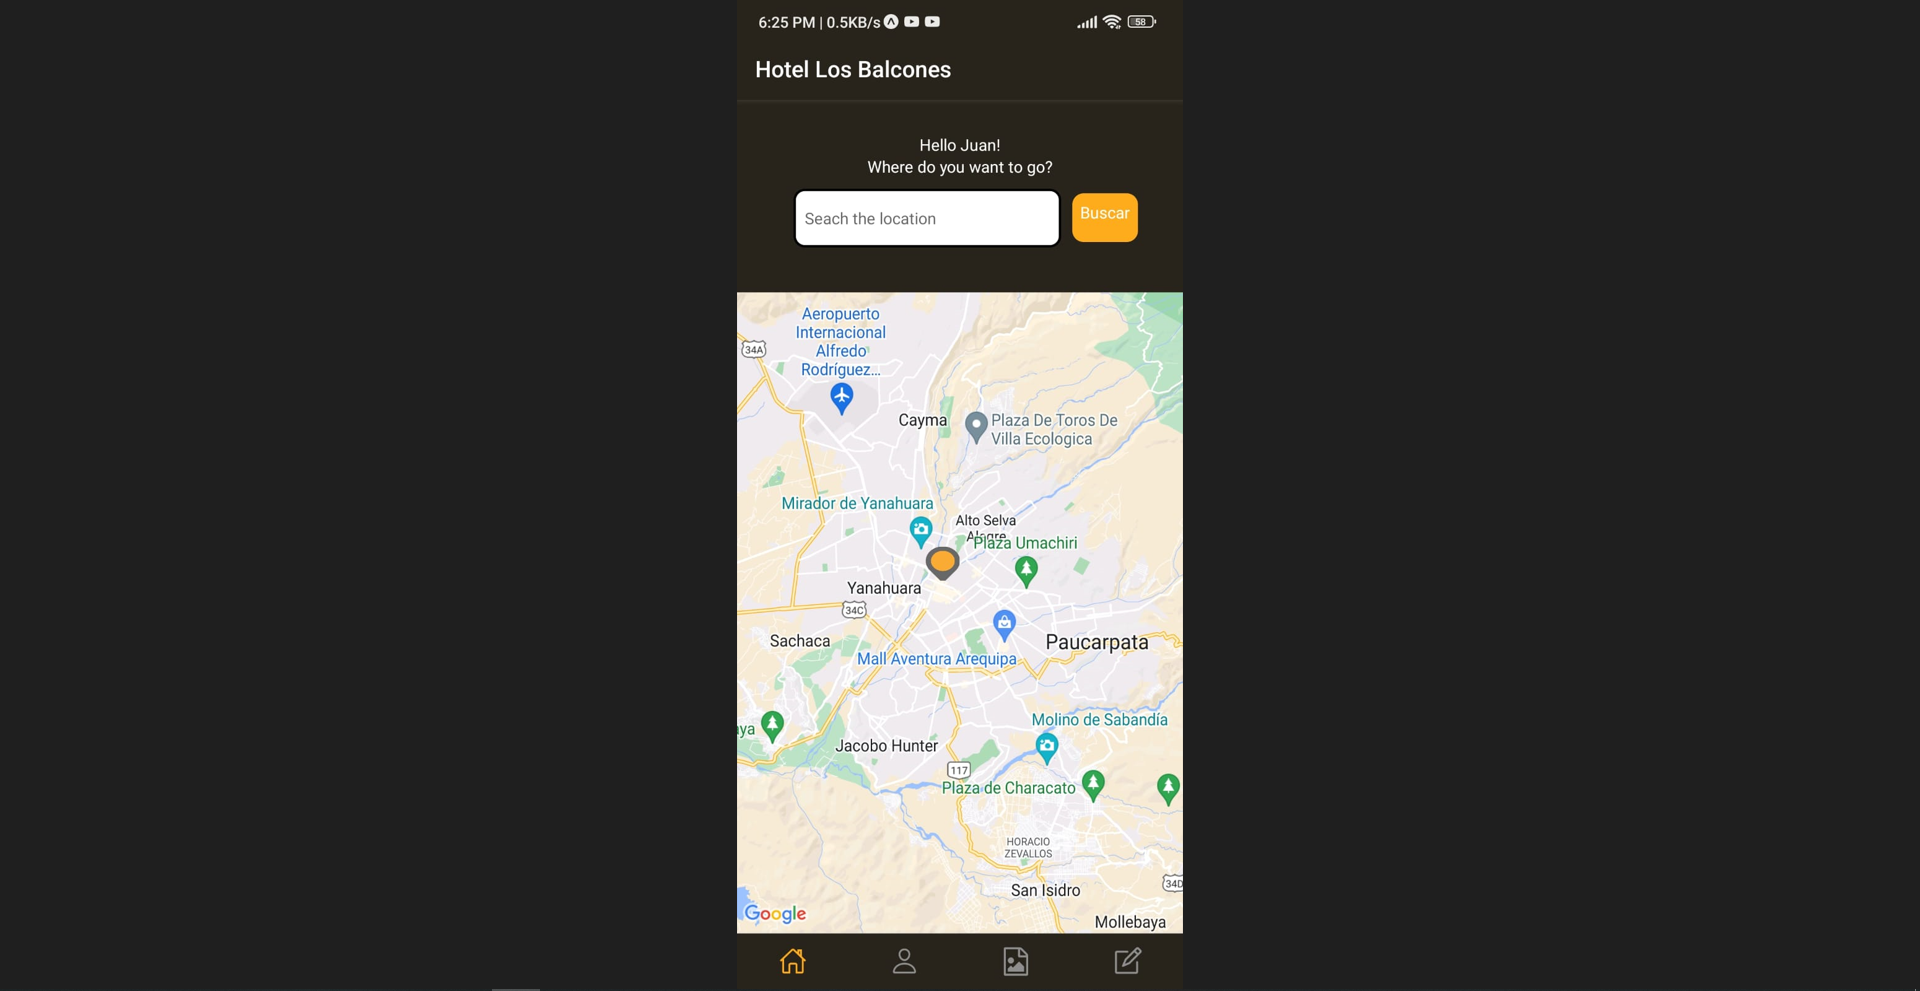 6:25 PM | 0.5KB/s
58
Hotel Los Balcones
Hello Juan!
Where do you want to go?
Seach the location
Buscar
Aeropuerto
Internacional
Alfredo
Rodríguez...
34A
Cayma
Plaza De Toros De
Villa Ecologica
Mirador de Yanahuara
Alto Selva
Alegre
Plaza Umachiri
Yanahuara
34C
Sachaca
Paucarpata
Mall Aventura Arequipa
Molino de Sabandía
aya
Jacobo Hunter
117
Plaza de Characato
HORACIO
ZEVALLOS
San Isidro
34D
Google
Mollebaya